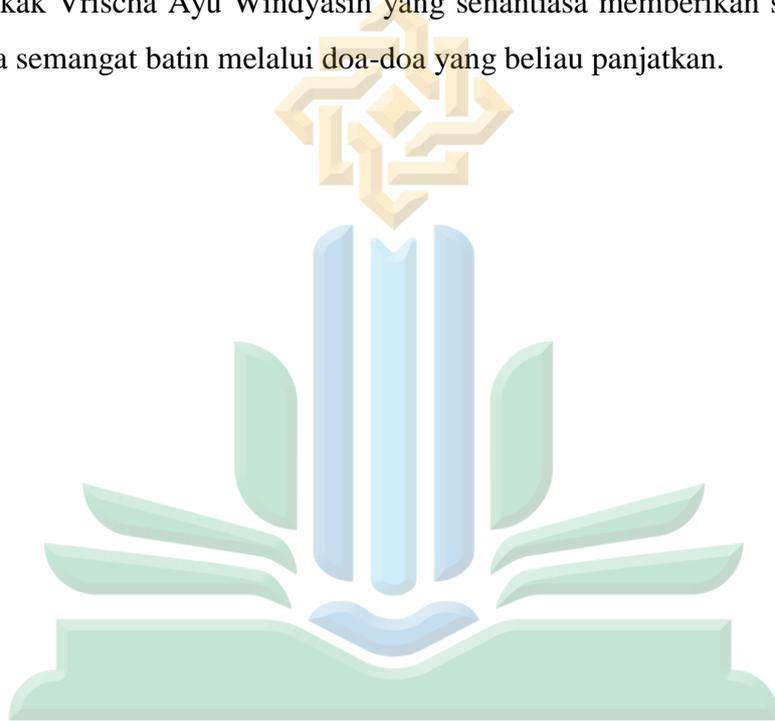 kak Vrischa Ayu Windyasih yang senantiasa memberikan
a semangat batin melalui doa-doa yang beliau panjatkan.